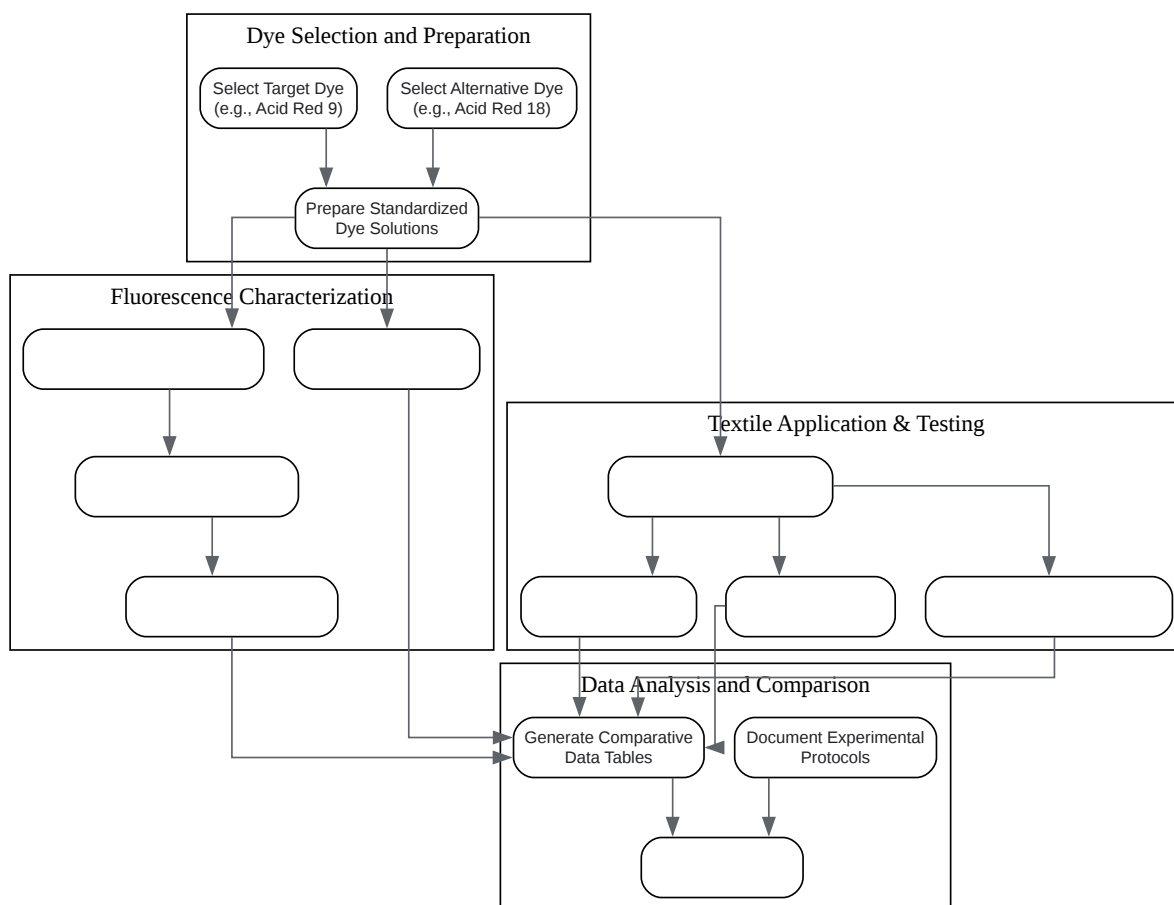 Dye Selection and Preparation
Select Target Dye
(e.g., Acid Red 9)
Select Alternative Dye
(e.g., Acid Red 18)
Prepare Standardized
Dye Solutions
Fluorescence Characterization
Textile Application & Testing
Data Analysis and Comparison
Generate Comparative
Data Tables
Document Experimental
Protocols